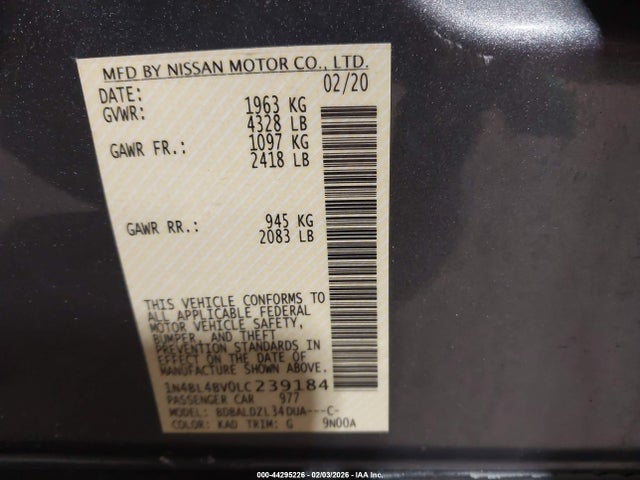 MFD BY NISSAN MOTOR CO., LTD.
DATE: 02/20
GVWR: 1963 KG
4328 LB
GAWR FR.: 1097 KG
2418 LB
GAWR RR.: 945 KG
2083 LB
THIS VEHICLE CONFORMS TO
ALL APPLICABLE FEDERAL
MOTOR VEHICLE SAFETY,
BUMPER, AND THEFT
PREVENTION STANDARDS IN
EFFECT ON THE DATE OF
MANUFACTURE SHOWN ABOVE.
1N4BL4BV0LC239184
PASSENGER CAR 977
MODEL: BDBALDZL34DUA---C-
COLOR: KAD TRIM: G 9N00A
000-44295226 - 02/03/2026 - IAA Inc.